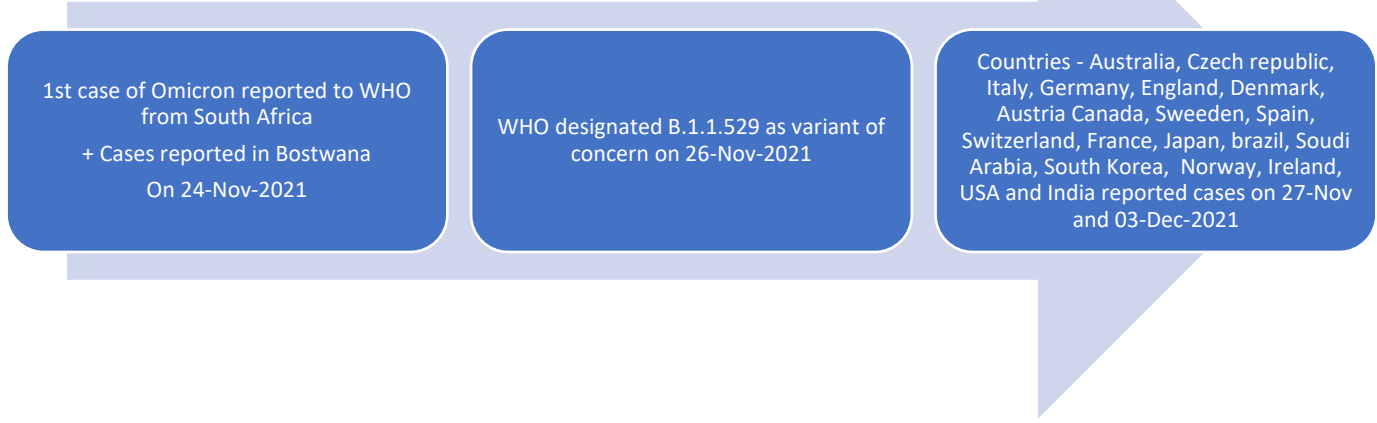 1st case of Omicron reported to WHO
from South Africa
+ Cases reported in Bostwana
On 24-Nov-2021
WHO designated B.1.1.529 as variant of
concern on 26-Nov-2021
Countries - Australia, Czech republic,
Italy, Germany, England, Denmark,
Austria Canada, Sweeden, Spain,
Switzerland, France, Japan, brazil, Soudi
Arabia, South Korea,  Norway, Ireland,
USA and India reported cases on 27-Nov
and 03-Dec-2021